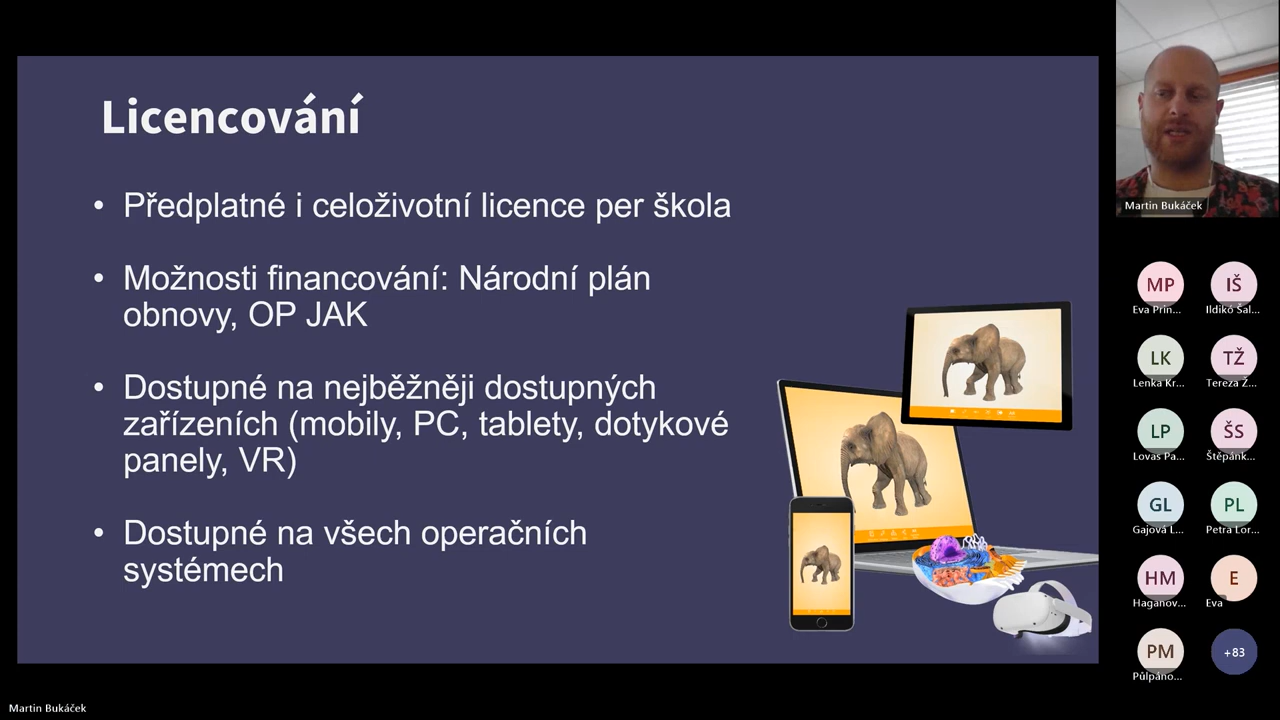 Licencování
• Předplatné i celoživotní licence per škola
• Možnosti financování: Národní plán
obnovy, OP JAK
• Dostupné na nejběžněji dostupných
zařízeních (mobily, PC, tablety, dotykové
panely, VR)
• Dostupné na všech operačních
systémech
Martin Bukáček
MP
IŠ
Eva Prin...
Ildikó Šal...
LK
TŽ
Lenka Kr...
Tereza Ž...
LP
ŠS
Lovas Pa...
Štěpánk...
GL
PL
Gajová L...
Petra Lor...
HM
E
Haganov...
Eva
PM
+83
Půlpáno...
Martin Bukáček